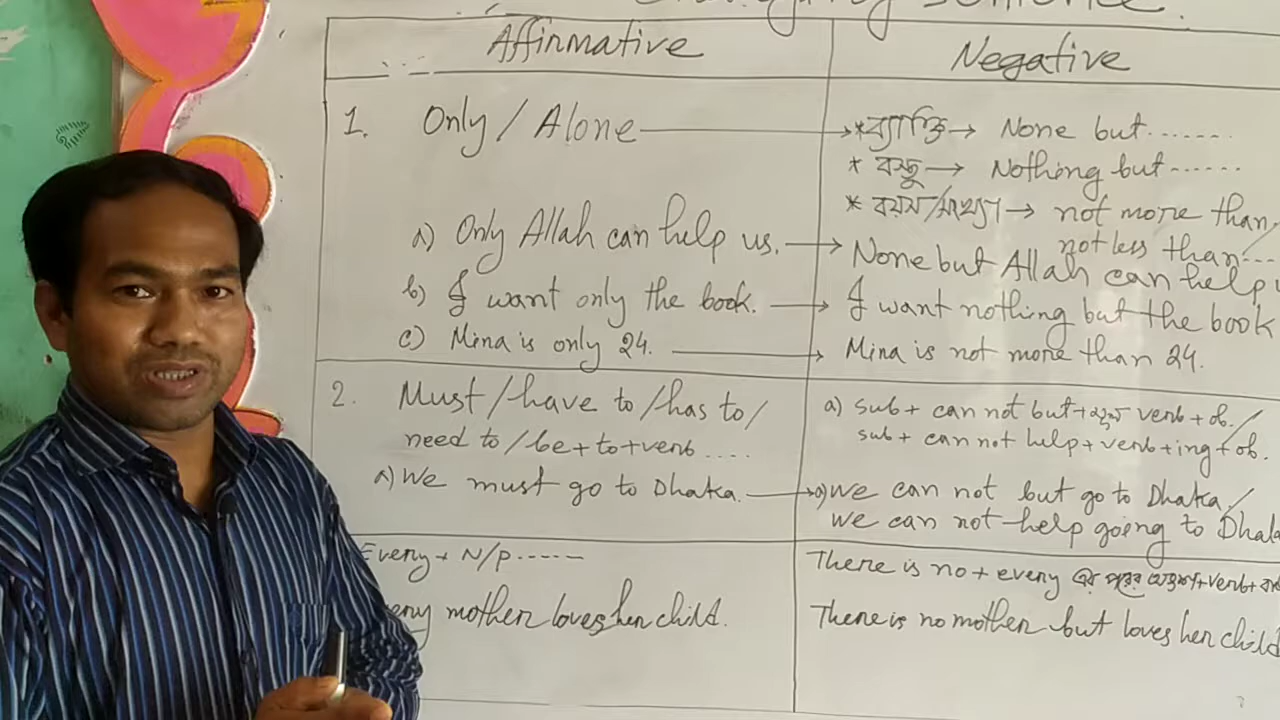 Changing Sentence.
Affirmative
Negative
1. Only / Alone
* ব্যাক্তি → None but.......
* বস্তু → Nothing but ......
* বয়স/সংখ্যা → not more than,
not less than...
a) Only Allah can help us.
None but Allah can help
b) I want only the book.
I want nothing but the book
c) Mina is only 24.
Mina is not more than 24.
2. Must / have to / has to /
need to / be + to + verb ....
a) sub + can not but + মূল verb + ob. /
sub + can not help + verb + ing + ob.
a) We must go to Dhaka.
a) we can not but go to Dhaka /
we can not help going to Dhaka
Every + N/P ......
There is no + every এর পরের + verb +
mother loves her child.
There is no mother but loves her child